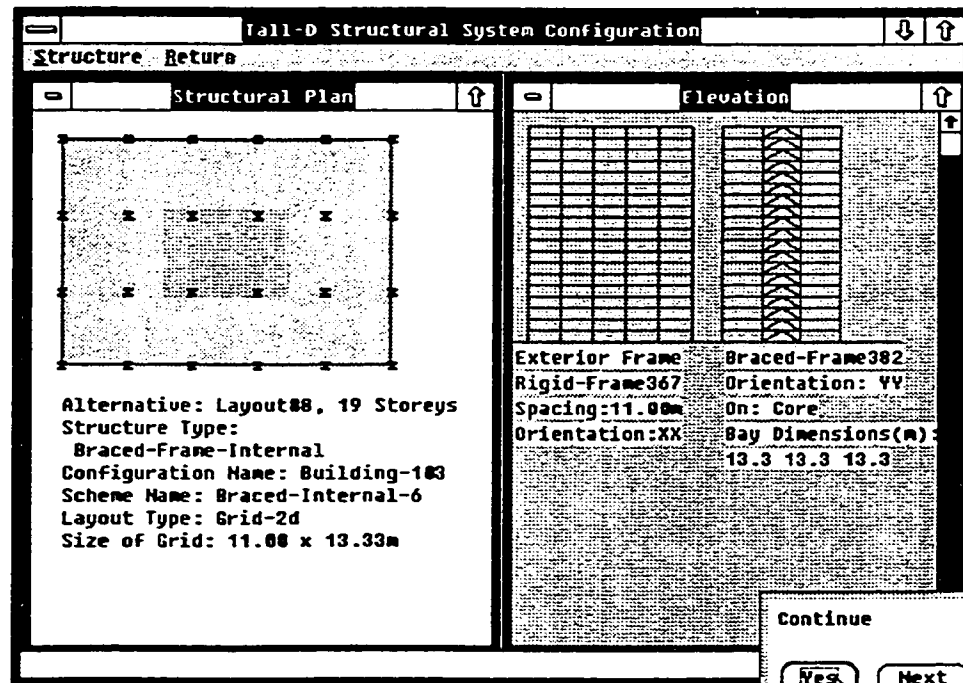 Tall-D Structural System Configuration
Structure Return
Structural Plan
Alternative: Layout88, 19 Storeys
Structure Type:
Braced-Frame-Internal
Configuration Name: Building-103
Scheme Name: Braced-Internal-6
Layout Type: Grid-2d
Size of Grid: 11.00 x 13.33m
Elevation
Exterior Frame
Rigid-Frame367
Spacing:11.00m
Orientation:XX
Braced-Frame382
Orientation: YY
On: Core
Bay Dimensions(m):
13.3 13.3 13.3
Continue
Yes Next